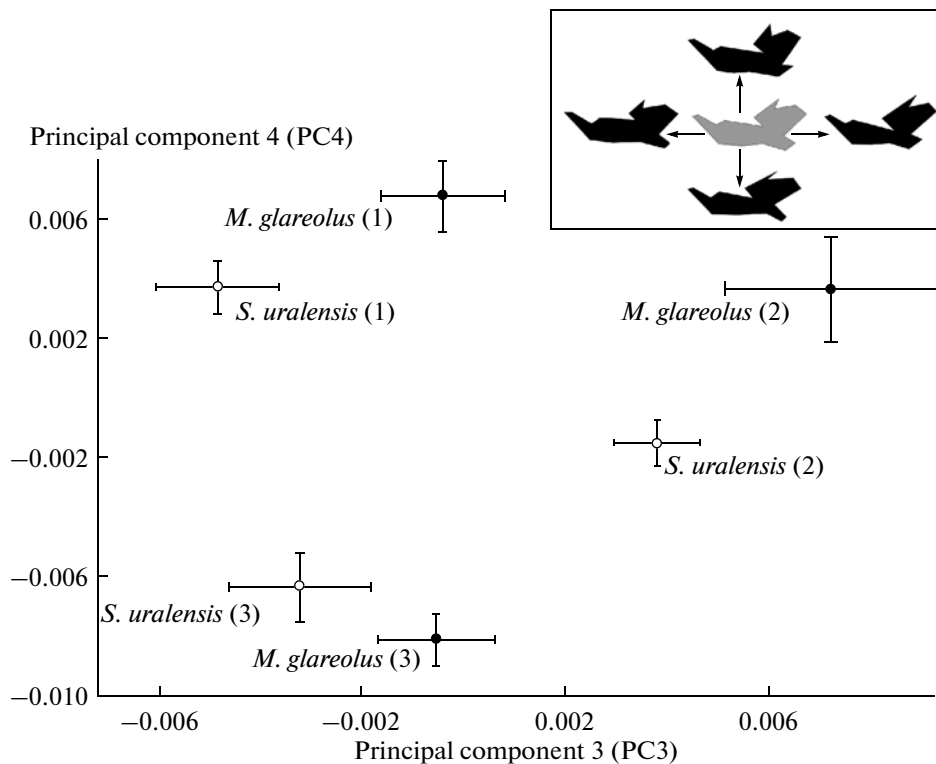 Principal component 4 (PC4)
0.006
M. glareolus (1)
S. uralensis (1)
M. glareolus (2)
0.002
−0.002
S. uralensis (2)
−0.006
S. uralensis (3)
M. glareolus (3)
−0.010
−0.006
−0.002
0.002
0.006
Principal component 3 (PC3)